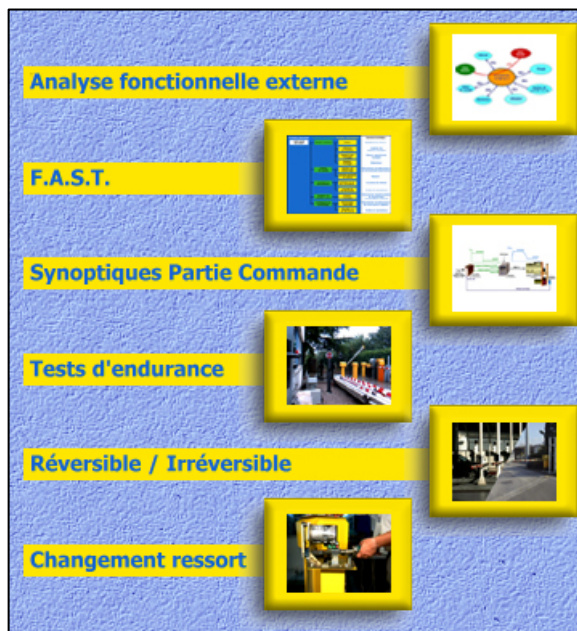 Analyse fonctionnelle externe
F.A.S.T.
Synoptiques Partie Commande
Tests d'endurance
Réversible / Irréversible
Changement ressort